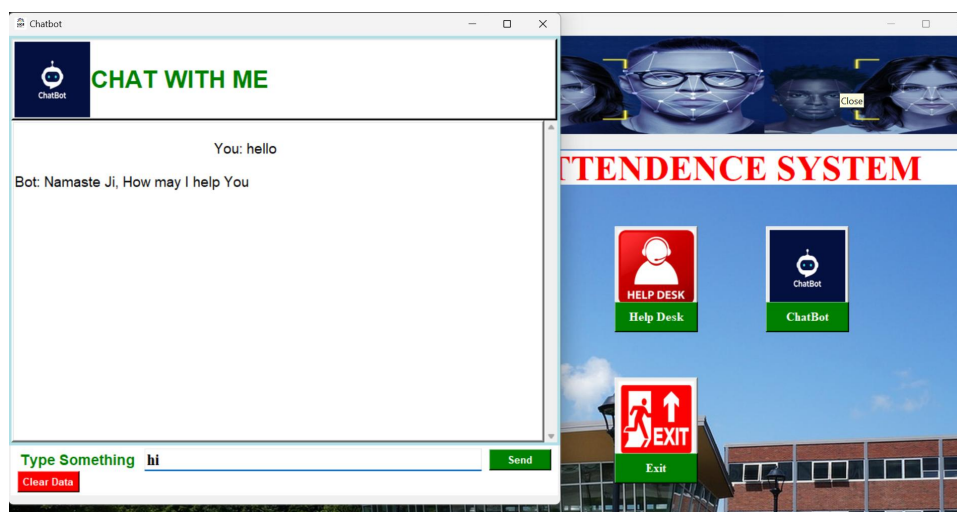 Chatbot
ChatBot
CHAT WITH ME
You: hello
Bot: Namaste Ji, How may I help You
Type Something hi
Send
Clear Data
Close
TTENDENCE SYSTEM
HELP DESK
Help Desk
ChatBot
ChatBot
EXIT
Exit